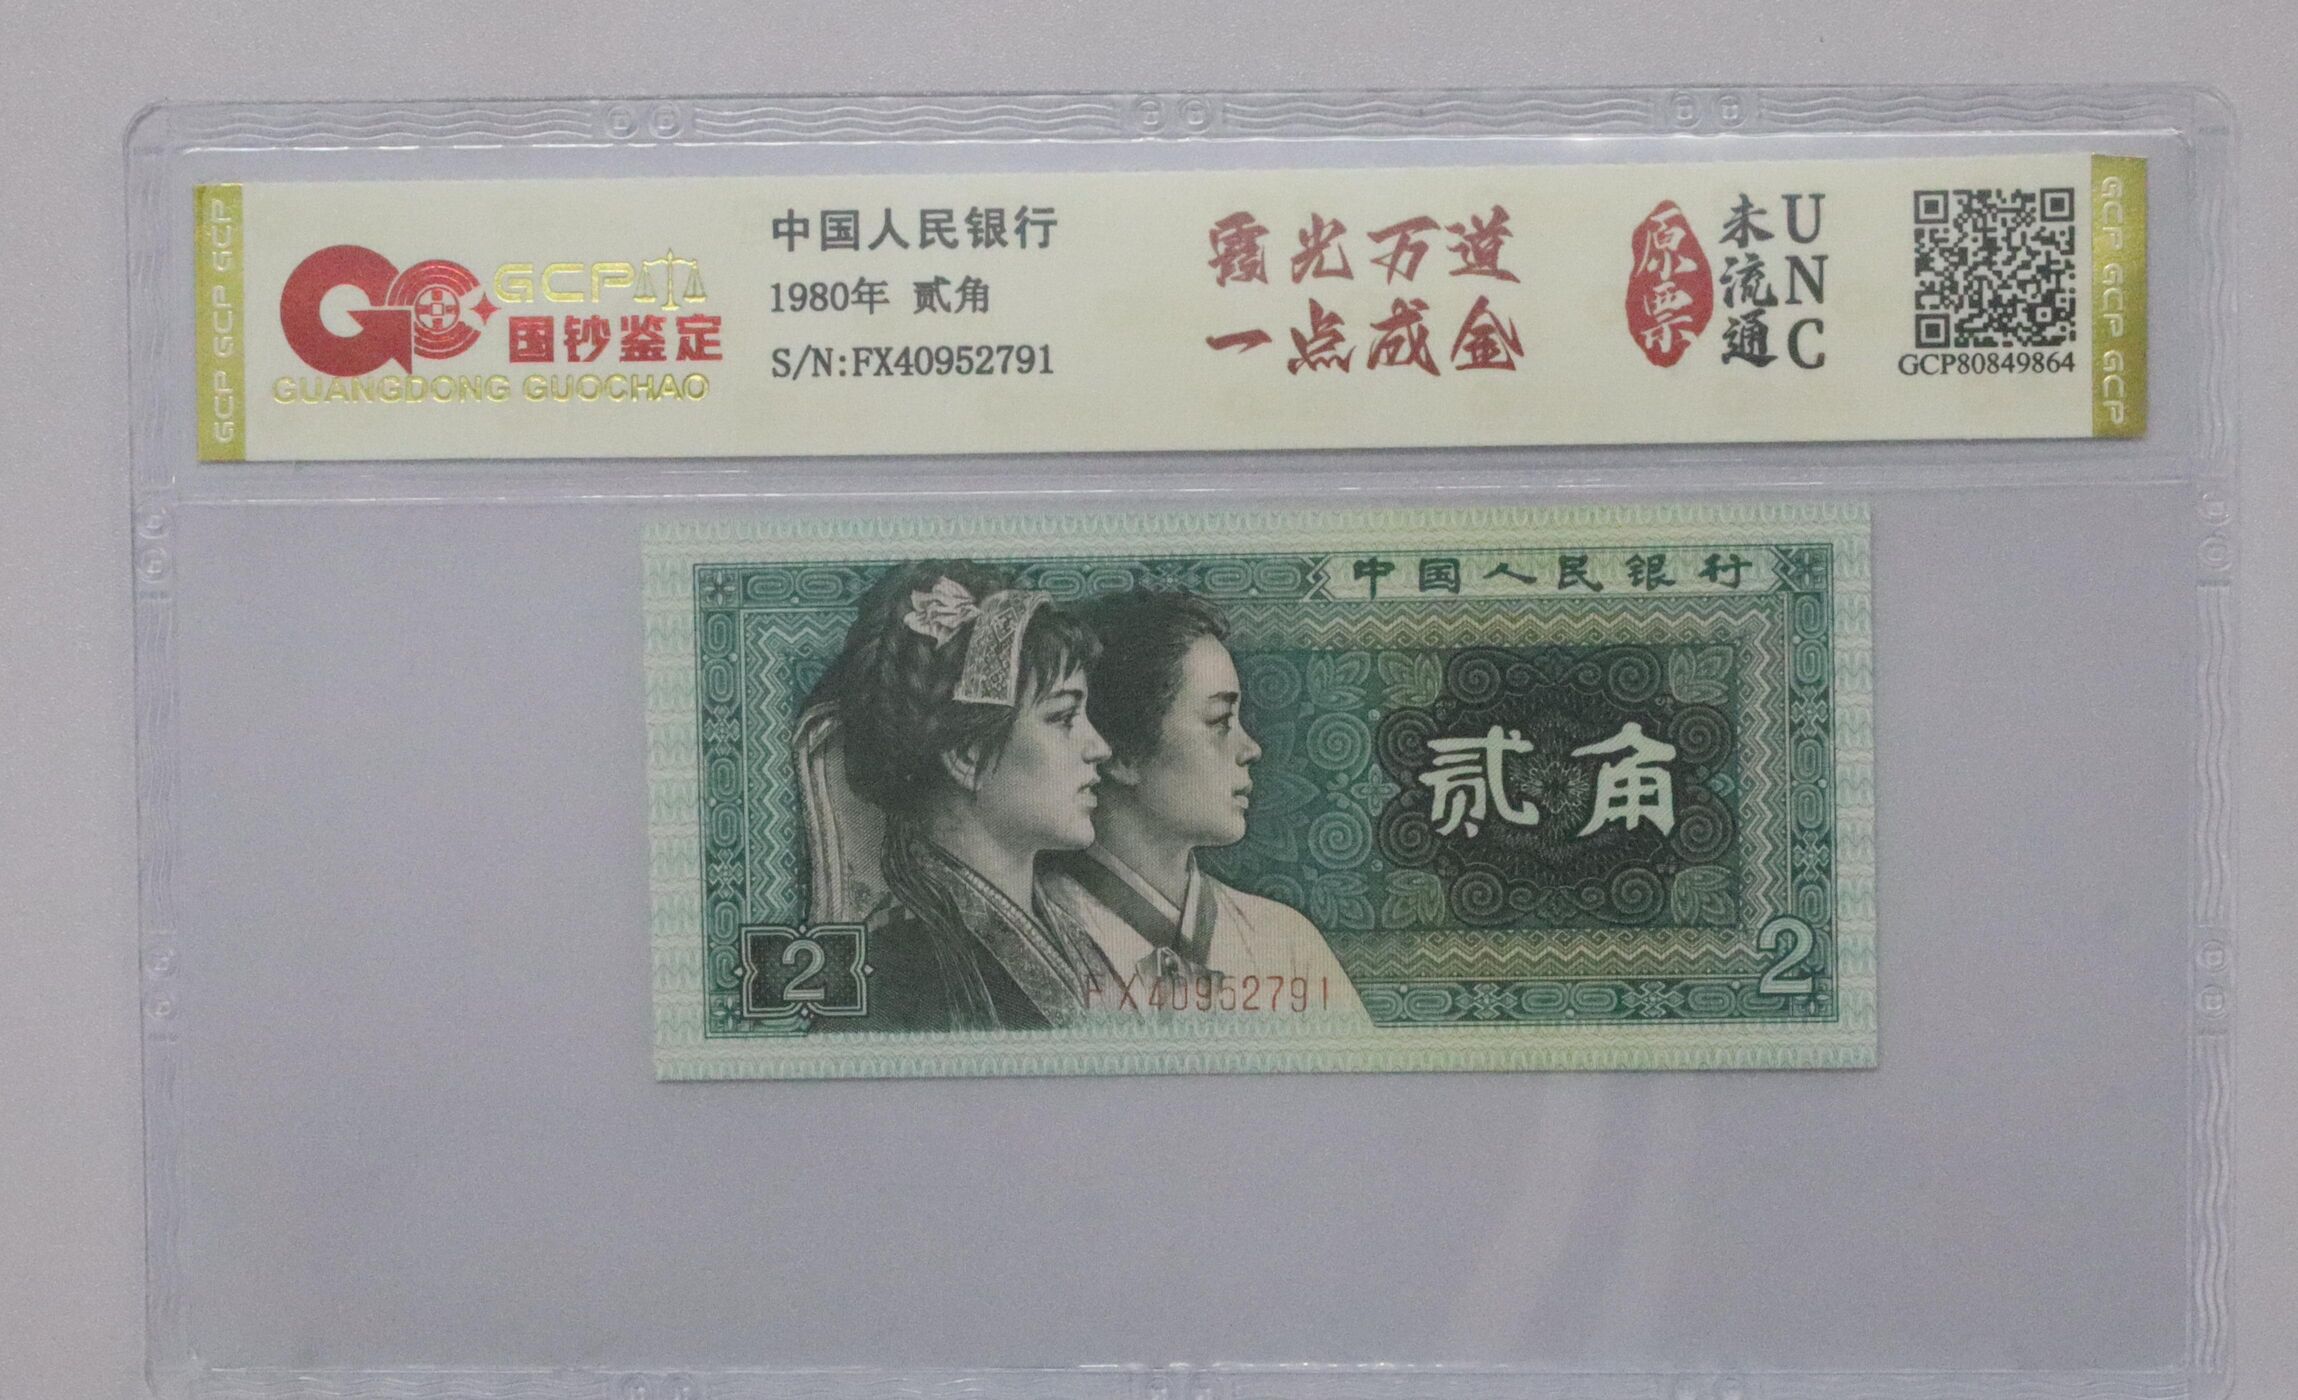 GCP GCP GCP
GCP
国钞鉴定
GUANGDONG GUOCHAO
中国人民银行
1980年 贰角
S/N:FX40952791
霞光万道
一点成金
原票
未流通
UNC
GCP80849864
GCP GCP GCP
中国人民银行
贰角
2
FX40952791
2